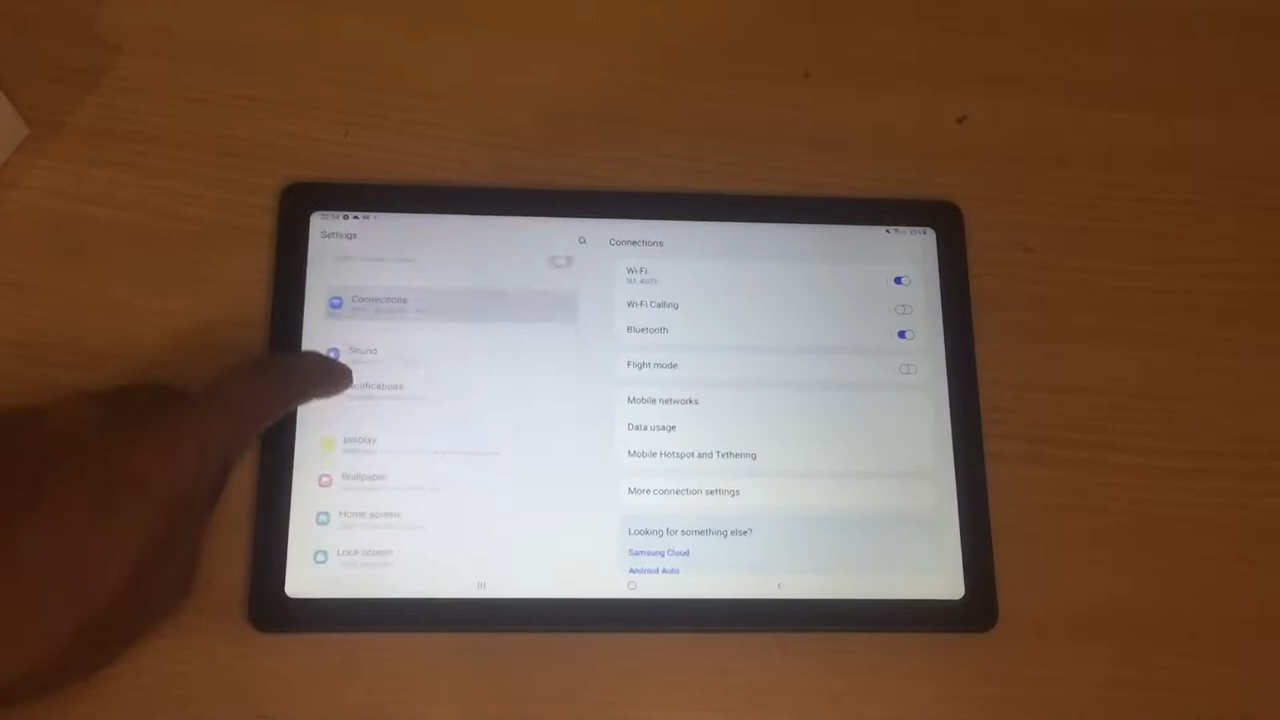 Settings
Connections
Sound
Notifications
Display
Wallpaper
Home screen
Lock screen
Connections
Wi-Fi
Wi-Fi Calling
Bluetooth
Flight mode
Mobile networks
Data usage
Mobile Hotspot and Tethering
More connection settings
Looking for something else?
Samsung Cloud
Android Auto